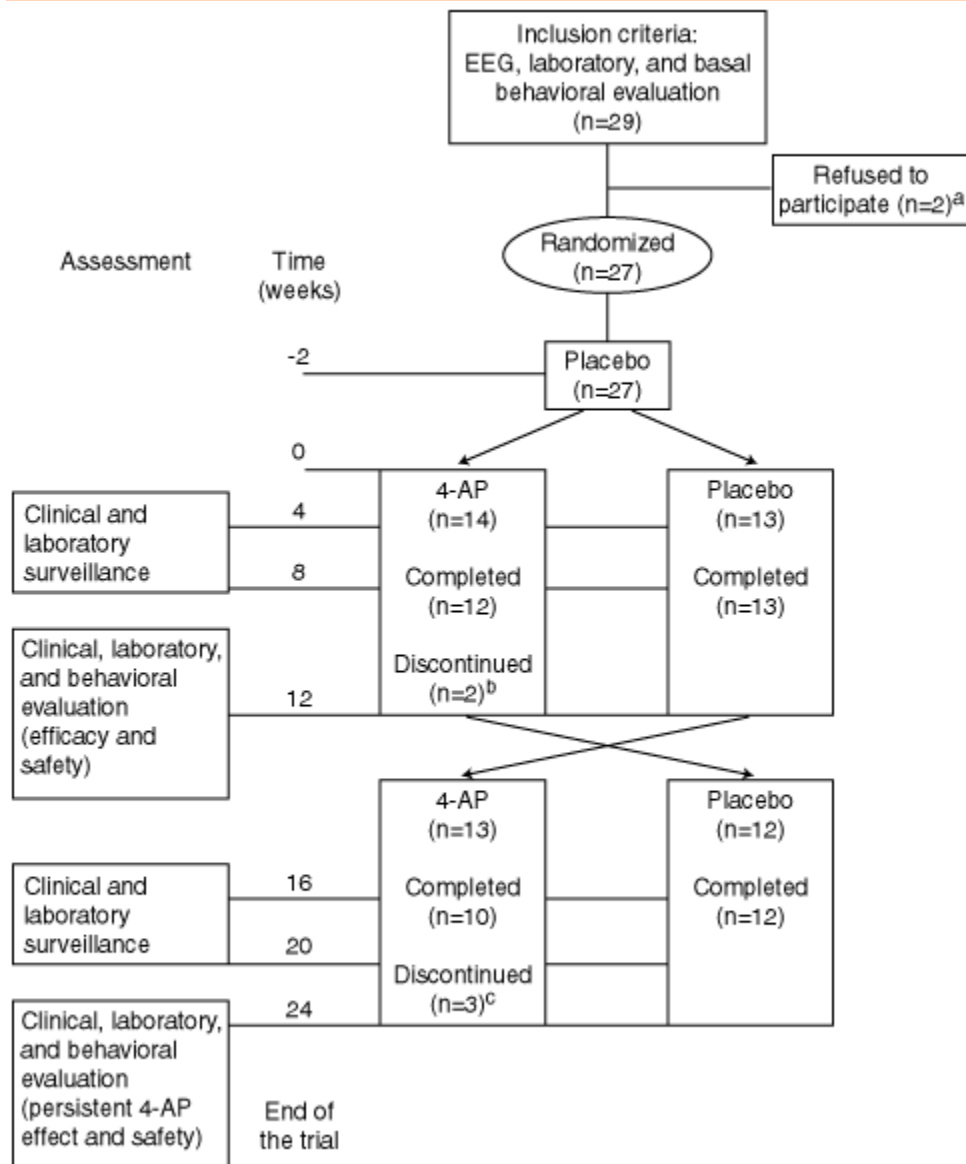 Inclusion criteria:
EEG, laboratory, and basal
behavioral evaluation
(n=29)
Refused to
participate (n=2)a
Randomized
(n=27)
Assessment
Time
(weeks)
-2
Placebo
(n=27)
0
4-AP
(n=14)
Completed
(n=12)
Discontinued
(n=2)b
Placebo
(n=13)
Completed
(n=13)
Clinical and
laboratory
surveillance
4
8
Clinical, laboratory,
and behavioral
evaluation
(efficacy and
safety)
12
4-AP
(n=13)
Completed
(n=10)
Discontinued
(n=3)c
Placebo
(n=12)
Completed
(n=12)
Clinical and
laboratory
surveillance
16
20
Clinical, laboratory,
and behavioral
evaluation
(persistent 4-AP
effect and safety)
24
End of
the trial